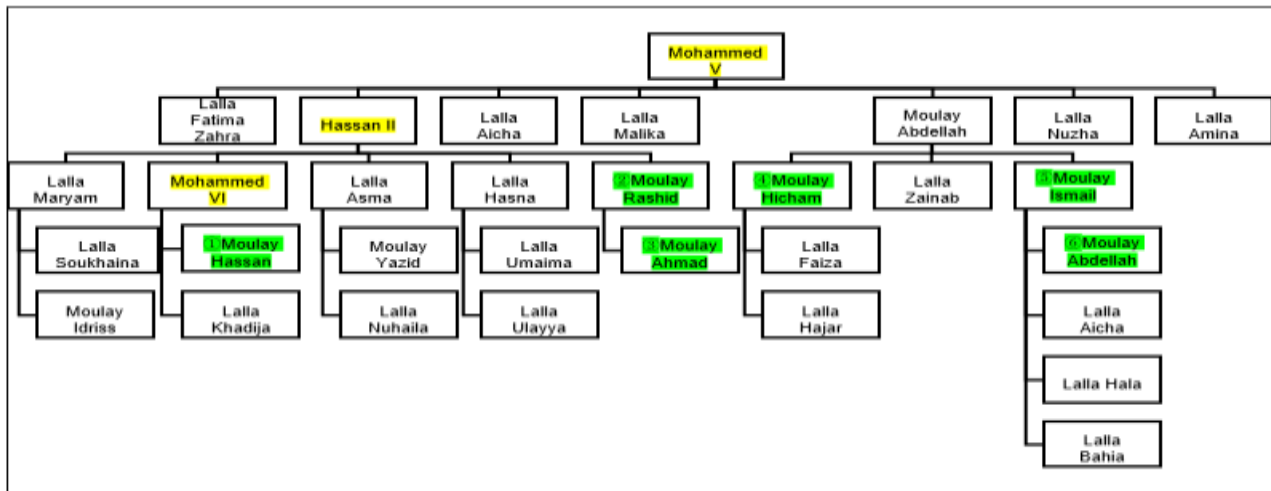 Mohammed
V
Lalla
Fatima
Zahra
Hassan II
Lalla
Aicha
Lalla
Malika
Moulay
Abdellah
Lalla
Nuzha
Lalla
Amina
Lalla
Maryam
Mohammed
VI
Lalla
Asma
Lalla
Hasna
②Moulay
Rashid
④Moulay
Hicham
Lalla
Zainab
⑤Moulay
Ismail
Lalla
Soukhaina
①Moulay
Hassan
Moulay
Yazid
Lalla
Umaima
③Moulay
Ahmad
Lalla
Faiza
⑥Moulay
Abdellah
Moulay
Idriss
Lalla
Khadija
Lalla
Nuhaila
Lalla
Ulayya
Lalla
Hajar
Lalla
Aicha
Lalla Hala
Lalla
Bahia